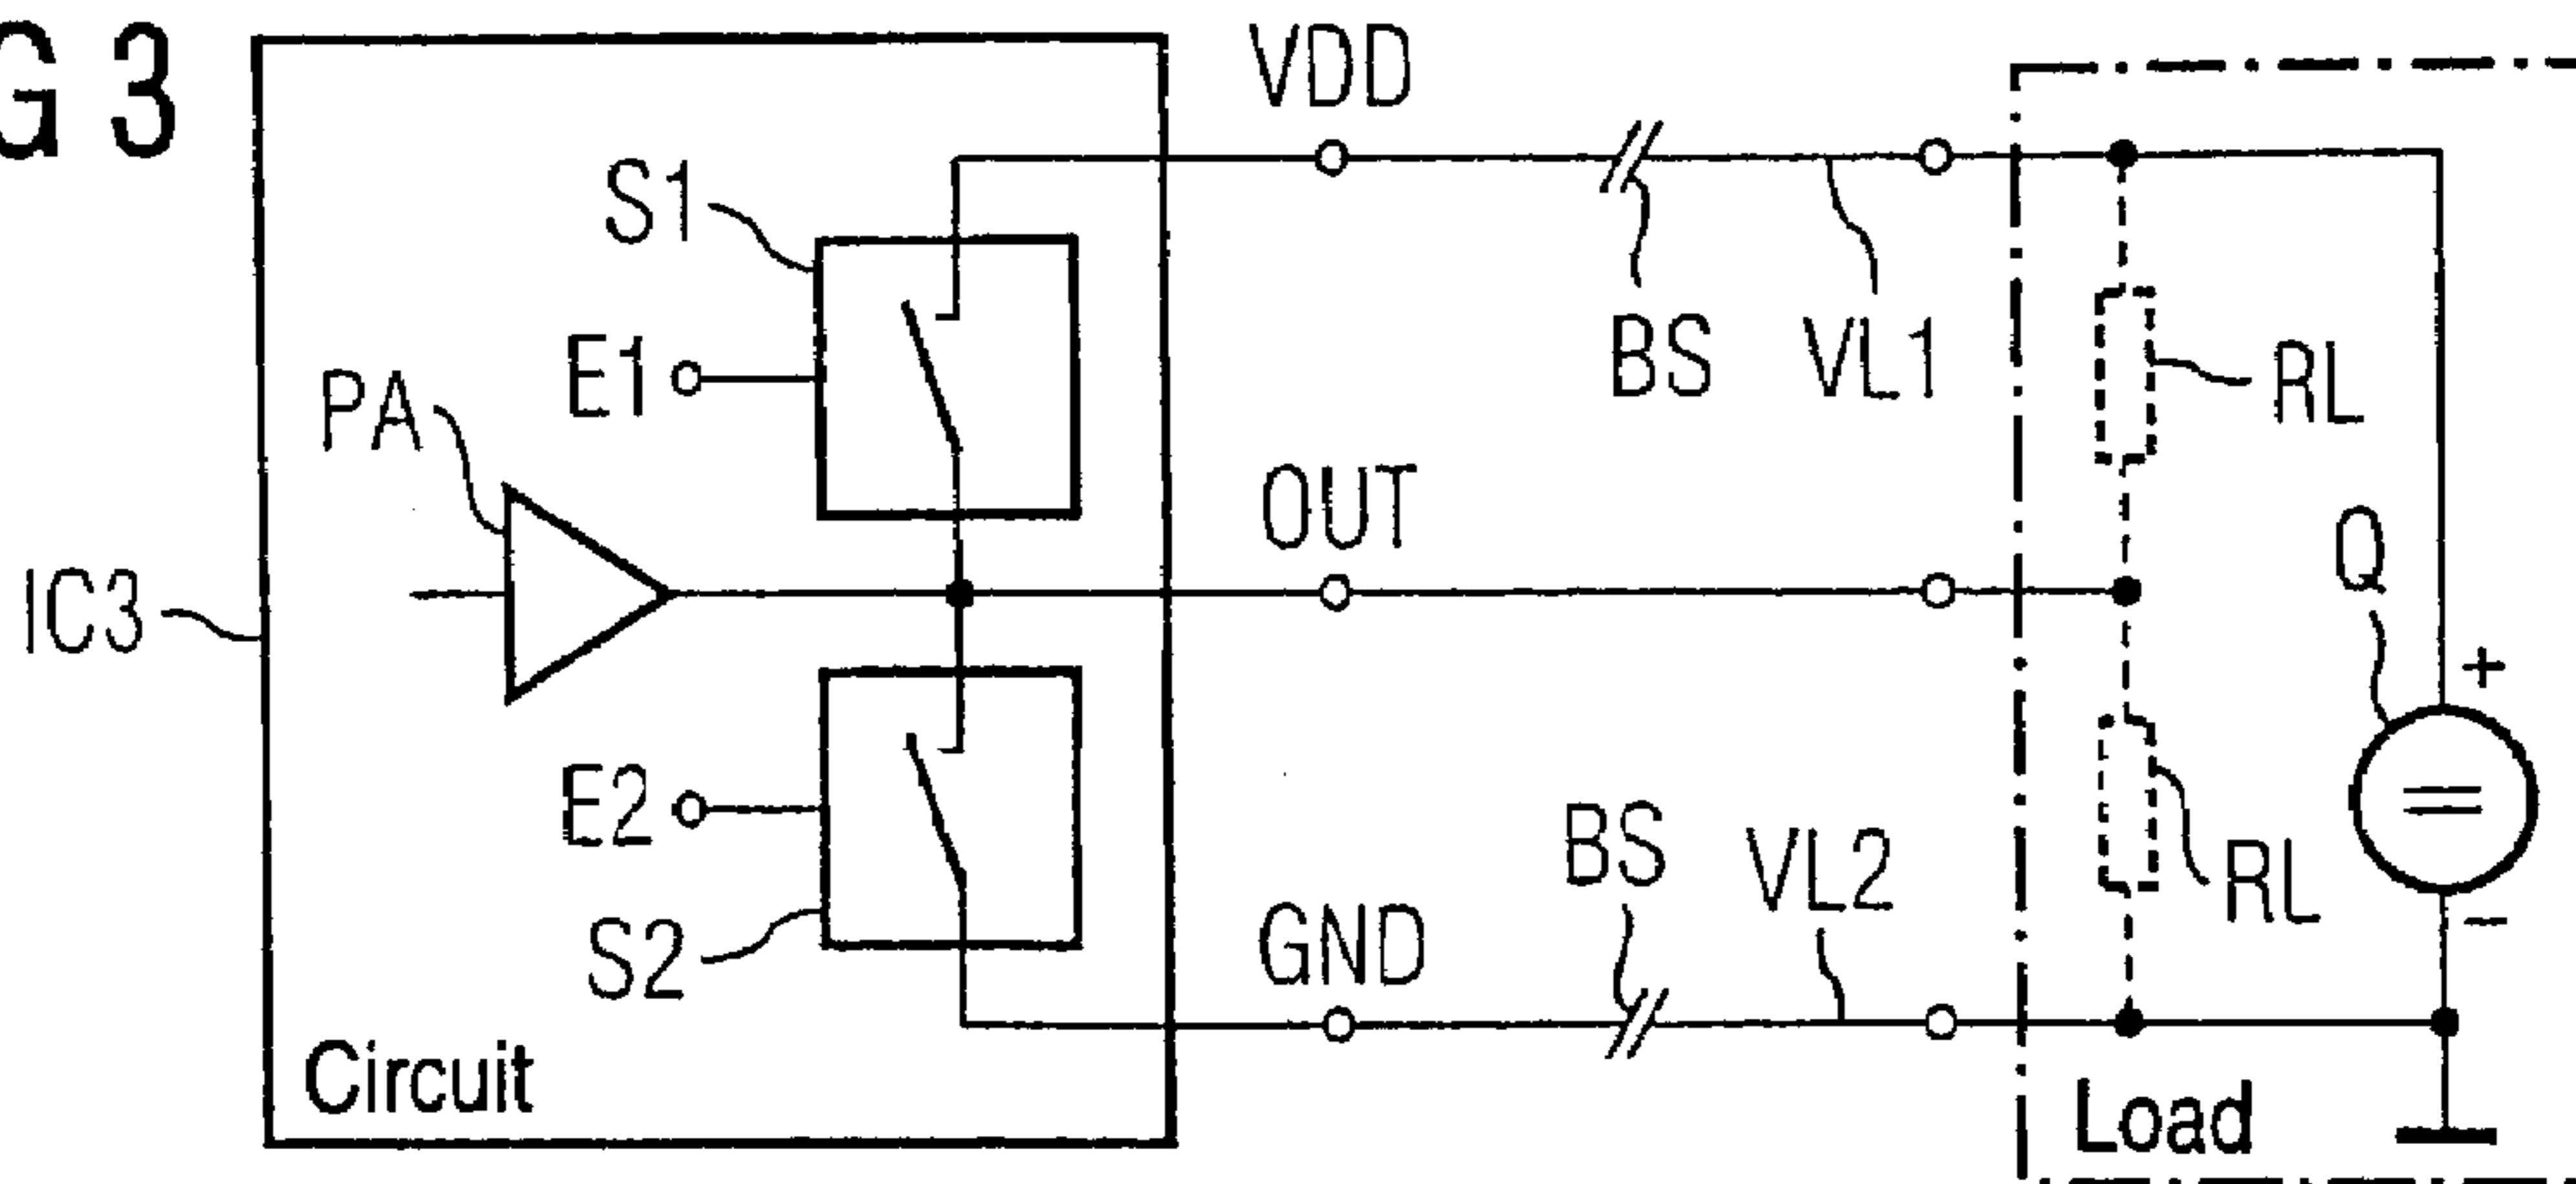 G 3
VDD
S1
E1
BS
VL1
RL
PA
OUT
Q
IC3
+
E2
BS
VL2
RL
S2
GND
−
Circuit
Load